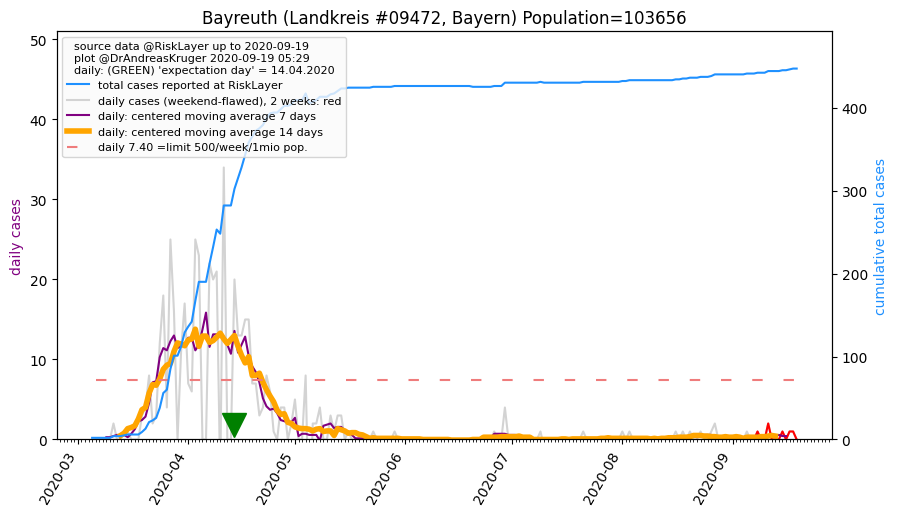 Bayreuth (Landkreis #09472, Bayern) Population=103656
source data @RiskLayer up to 2020-09-19
plot @DrAndreasKruger 2020-09-19 05:29
daily: (GREEN) 'expectation day' = 14.04.2020
total cases reported at RiskLayer
daily cases (weekend-flawed), 2 weeks: red
daily: centered moving average 7 days
daily: centered moving average 14 days
daily 7.40 =limit 500/week/1mio pop.
daily cases
50
40
30
20
10
0
cumulative total cases
400
300
200
100
0
2020-03
2020-04
2020-05
2020-06
2020-07
2020-08
2020-09